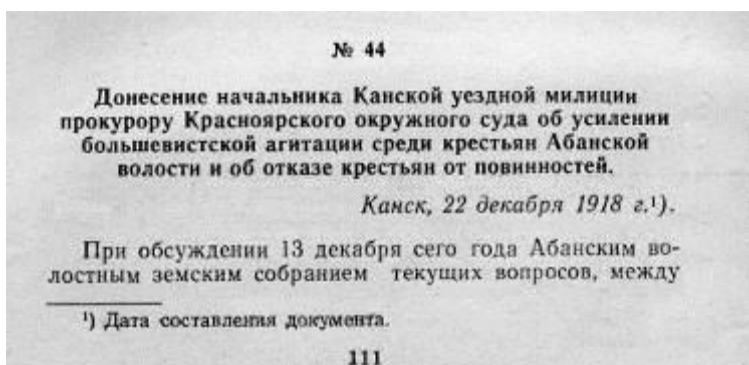 № 44
Донесение начальника Канской уездной милиции
прокурору Красноярского окружного суда об усилении
большевистской агитации среди крестьян Абанской
волости и об отказе крестьян от повинностей.
Канск, 22 декабря 1918 г.¹).
При обсуждении 13 декабря сего года Абанским во-
лостным земским собранием текущих вопросов, между
¹) Дата составления документа.
111